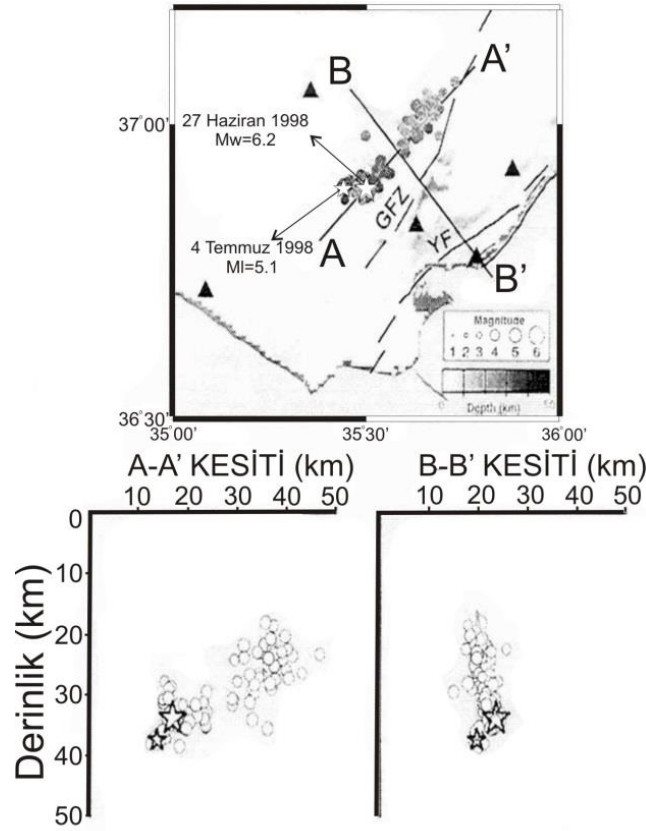 B
A'
37°00'
27 Haziran 1998
Mw=6.2
GFZ
4 Temmuz 1998
Ml=5.1
A
YF
B'
Magnitude
1 2 3 4 5 6
0 50
Depth (km)
36°30'
35°00' 35°30' 36°00'
A-A' KESİTİ (km) B-B' KESİTİ (km)
10 20 30 40 50 10 20 30 40 50
0
10
20
30
40
50
Derinlik (km)